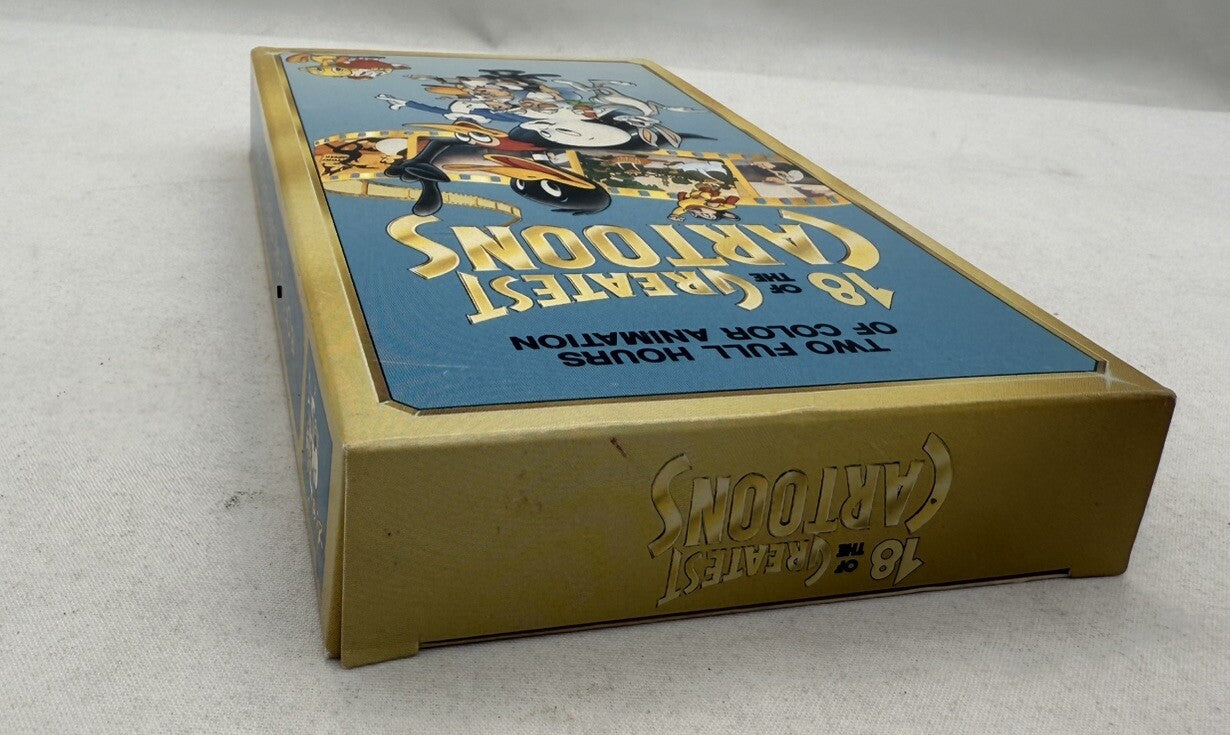 TWO FULL HOURS
OF COLOR ANIMATION
18 OF THE GREATEST
CARTOONS
18 OF THE GREATEST
CARTOONS